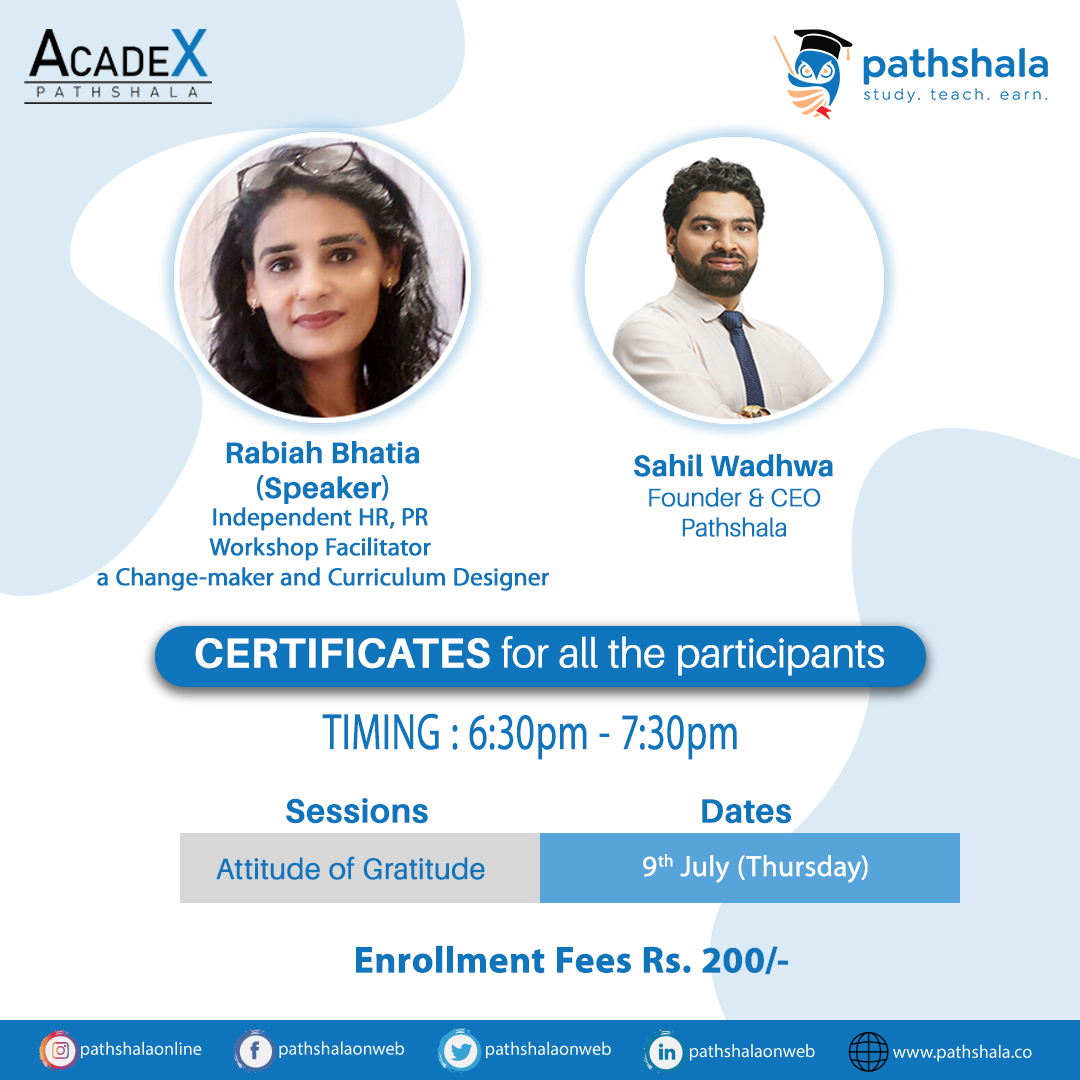 ACADEX
PATHSHALA
pathshala
study. teach. earn.
Rabiah Bhatia
(Speaker)
Independent HR, PR
Workshop Facilitator
a Change-maker and Curriculum Designer
Sahil Wadhwa
Founder & CEO
Pathshala
CERTIFICATES for all the participants
TIMING : 6:30pm - 7:30pm
Sessions Dates
Attitude of Gratitude 9th July (Thursday)
Enrollment Fees Rs. 200/-
pathshalaonline pathshalaonweb pathshalaonweb pathshalaonweb www.pathshala.co